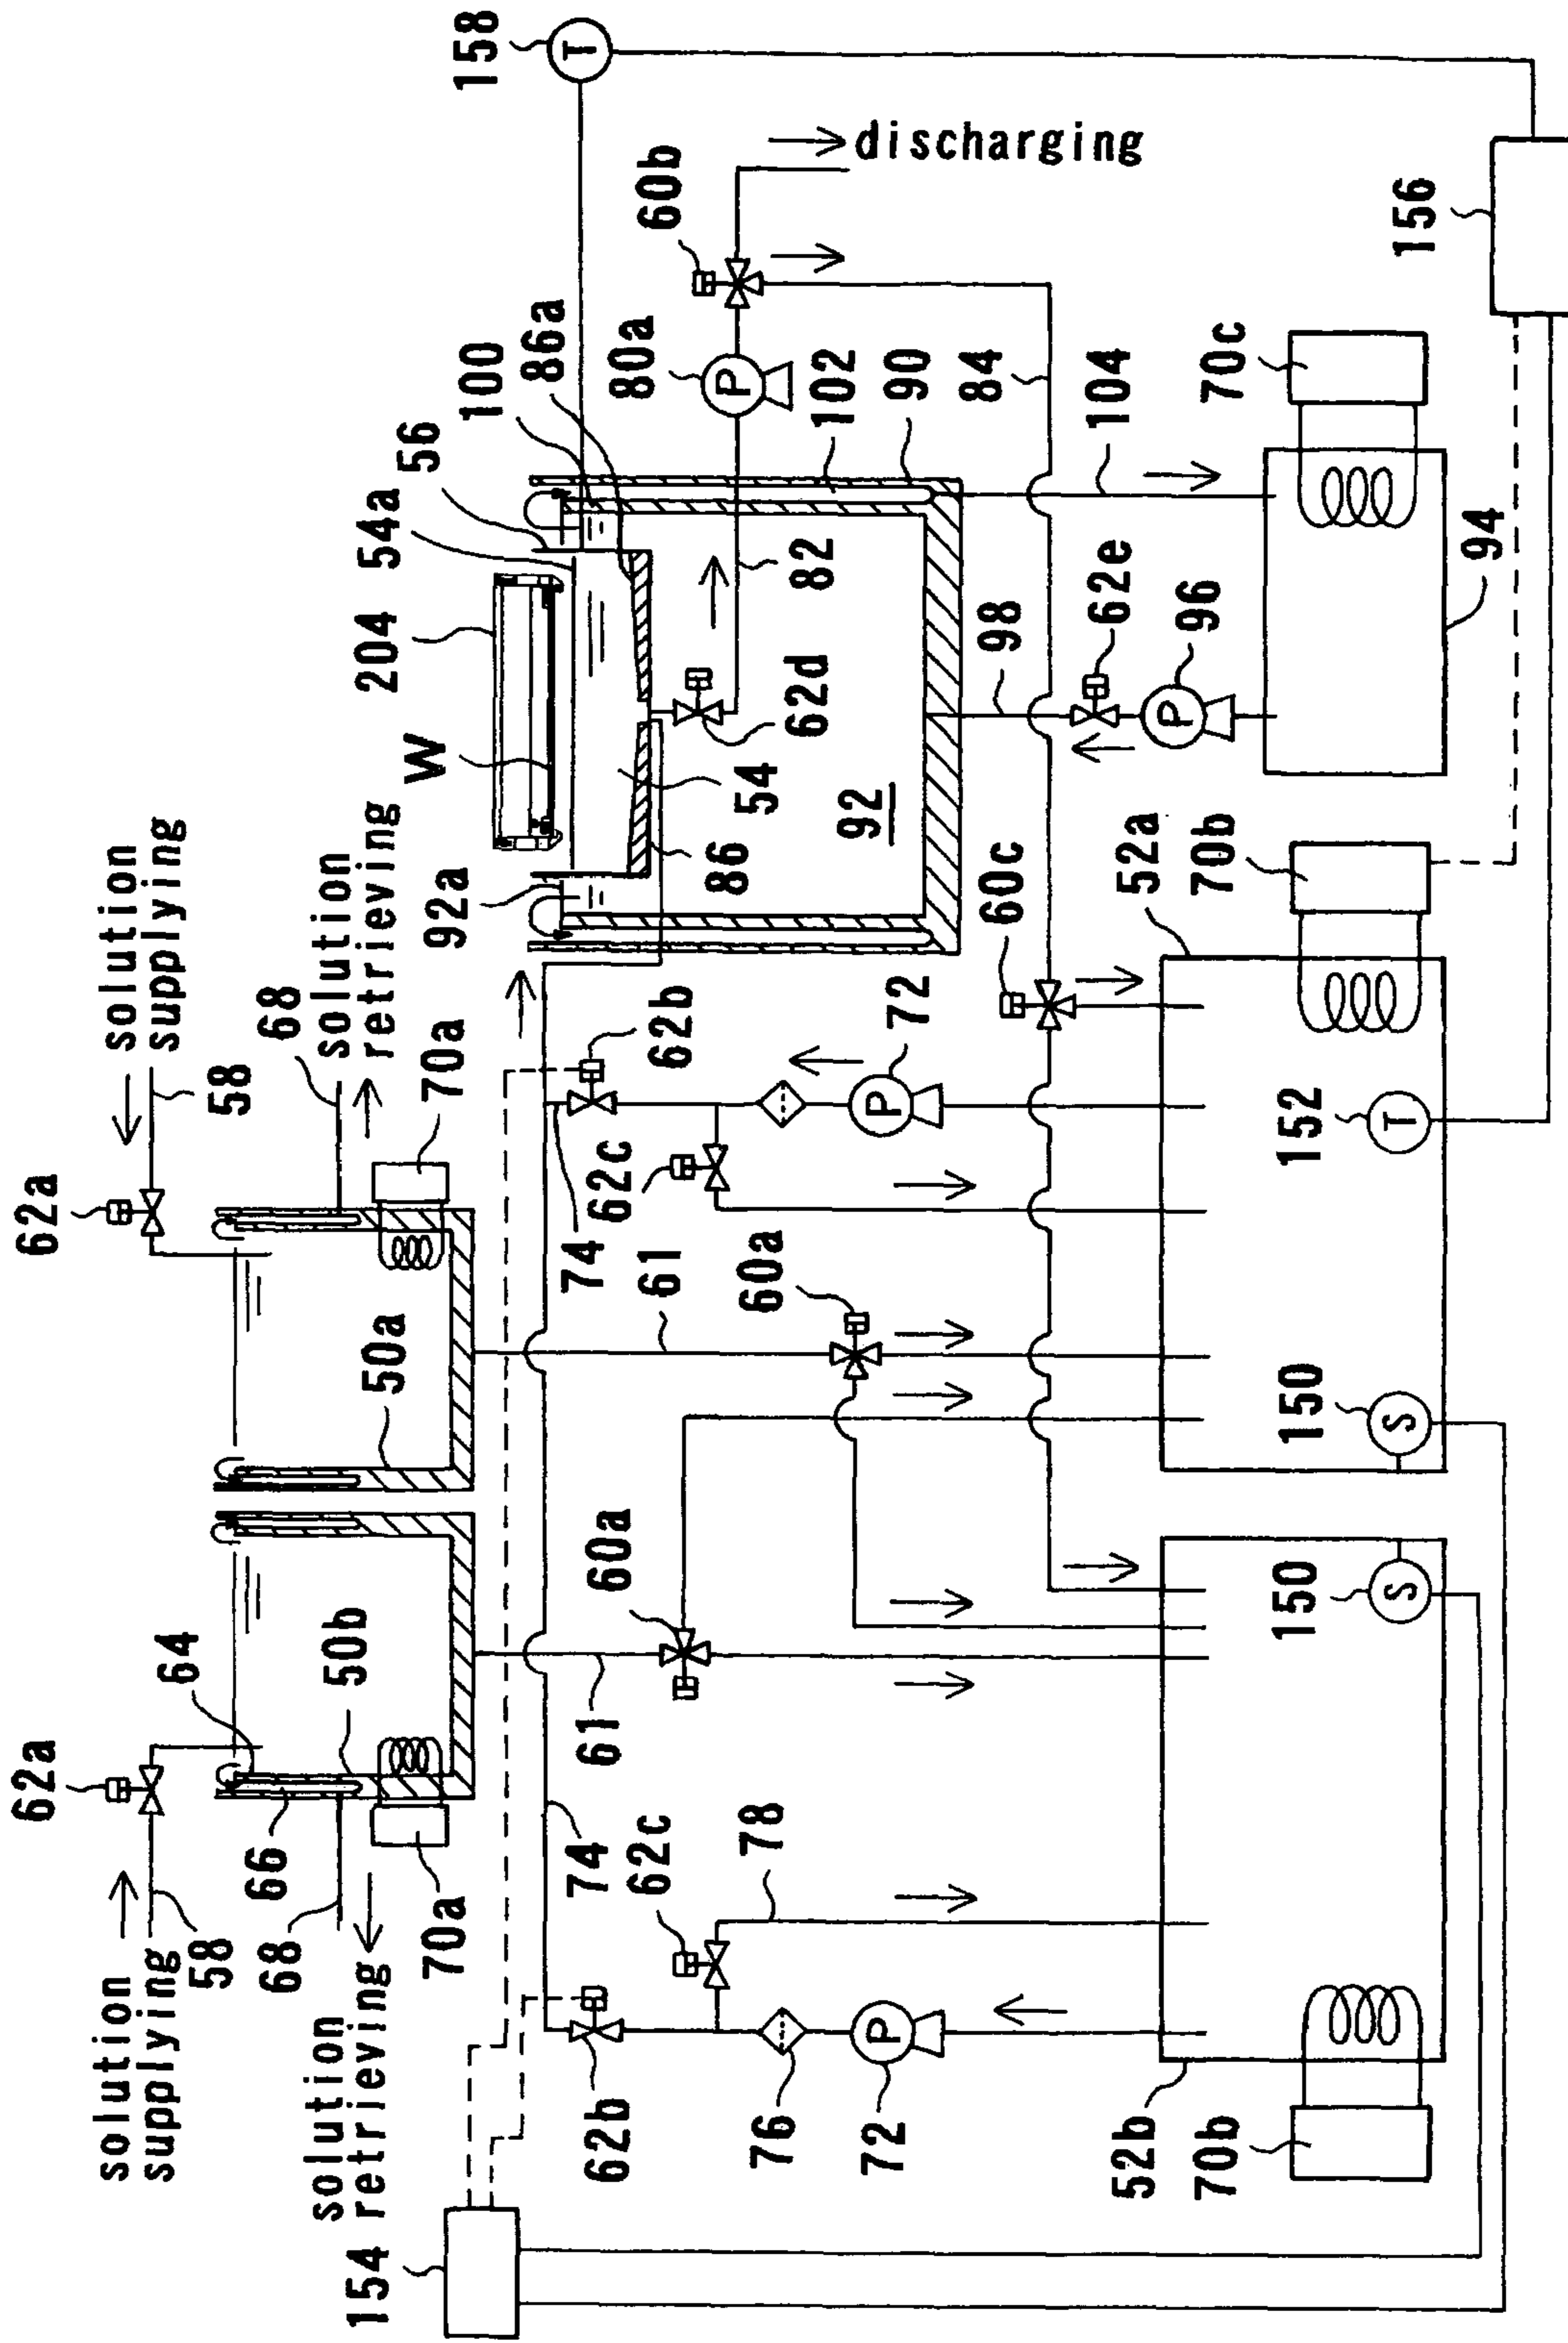 158
T
discharging
60b
156
80a
P
100
86a
102
90
84
104
70c
56
54a
204
W
82
62d
54
98
62e
96
P
94
92
86
92a
60c
52a
70b
solution
supplying
58
68
solution
retrieving
70a
62a
62b
72
P
62c
74
61
60a
152
T
50a
150
S
60a
150
S
64
50b
62a
61
66
74
62c
78
68
58
70a
solution
supplying
solution
retrieving
154
62b
76
72
P
52b
70b